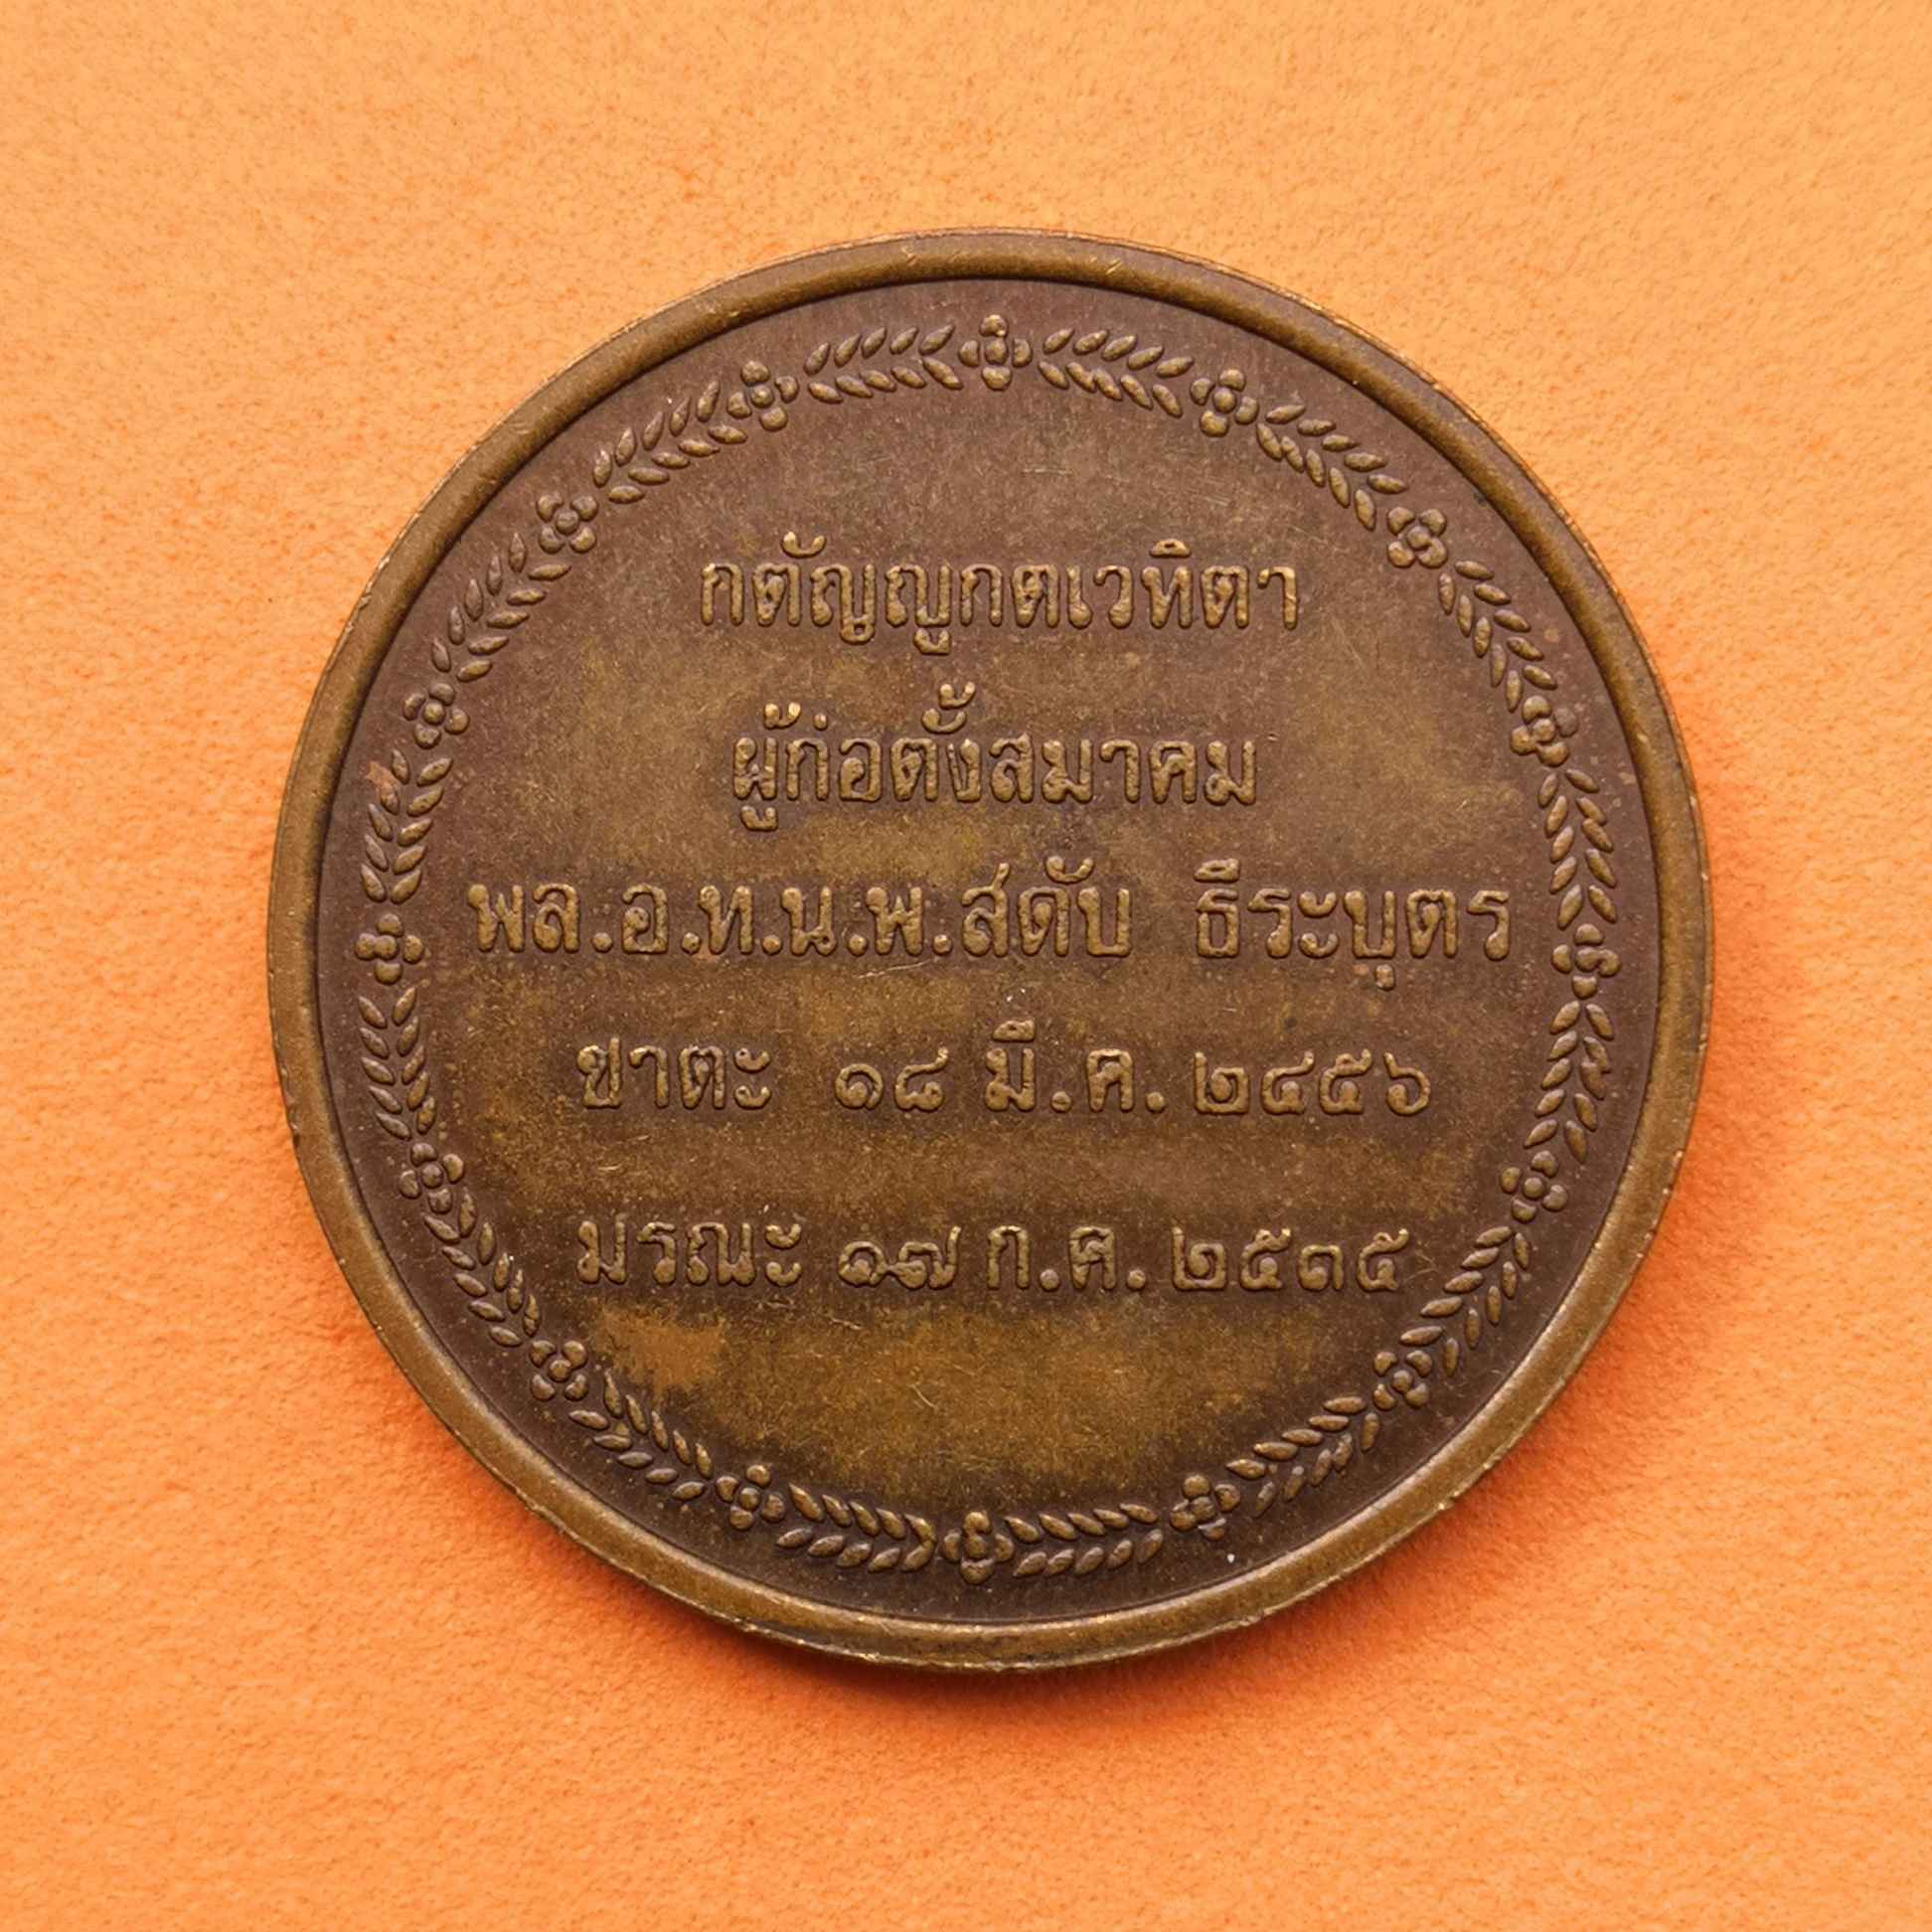 กตัญญูกตเวทิตา
ผู้ก่อตั้งสมาคม
พล.อ.ท.น.พ.สดับ ธีระบุตร
ชาตะ ๑๘ มี.ค. ๒๔๕๖
มรณะ ๑๗ ก.ค. ๒๕๓๕